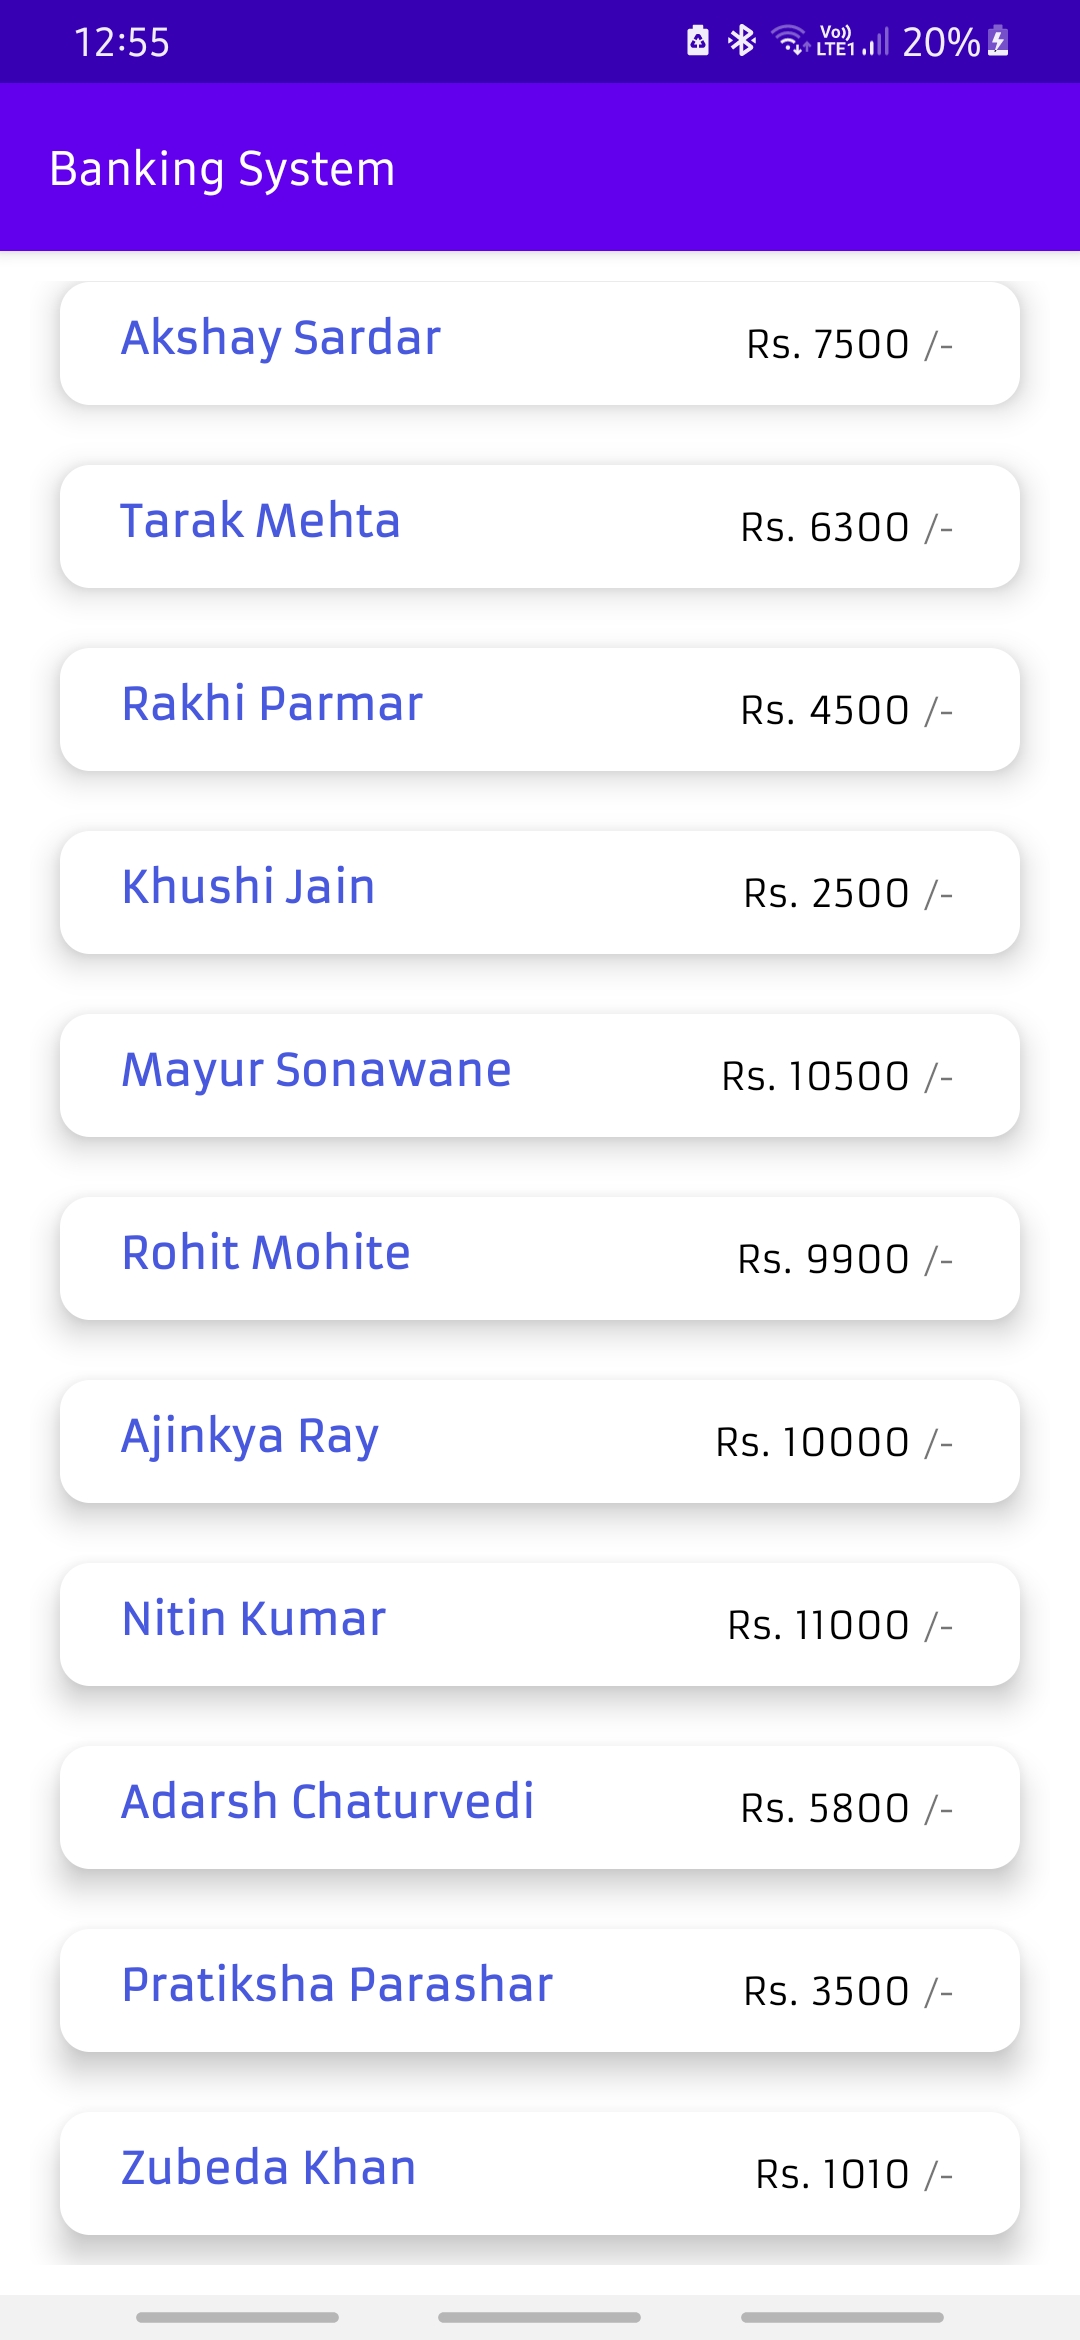 12:55 Vo)) LTE1 20%
Banking System
Akshay Sardar Rs. 7500 /-
Tarak Mehta Rs. 6300 /-
Rakhi Parmar Rs. 4500 /-
Khushi Jain Rs. 2500 /-
Mayur Sonawane Rs. 10500 /-
Rohit Mohite Rs. 9900 /-
Ajinkya Ray Rs. 10000 /-
Nitin Kumar Rs. 11000 /-
Adarsh Chaturvedi Rs. 5800 /-
Pratiksha Parashar Rs. 3500 /-
Zubeda Khan Rs. 1010 /-